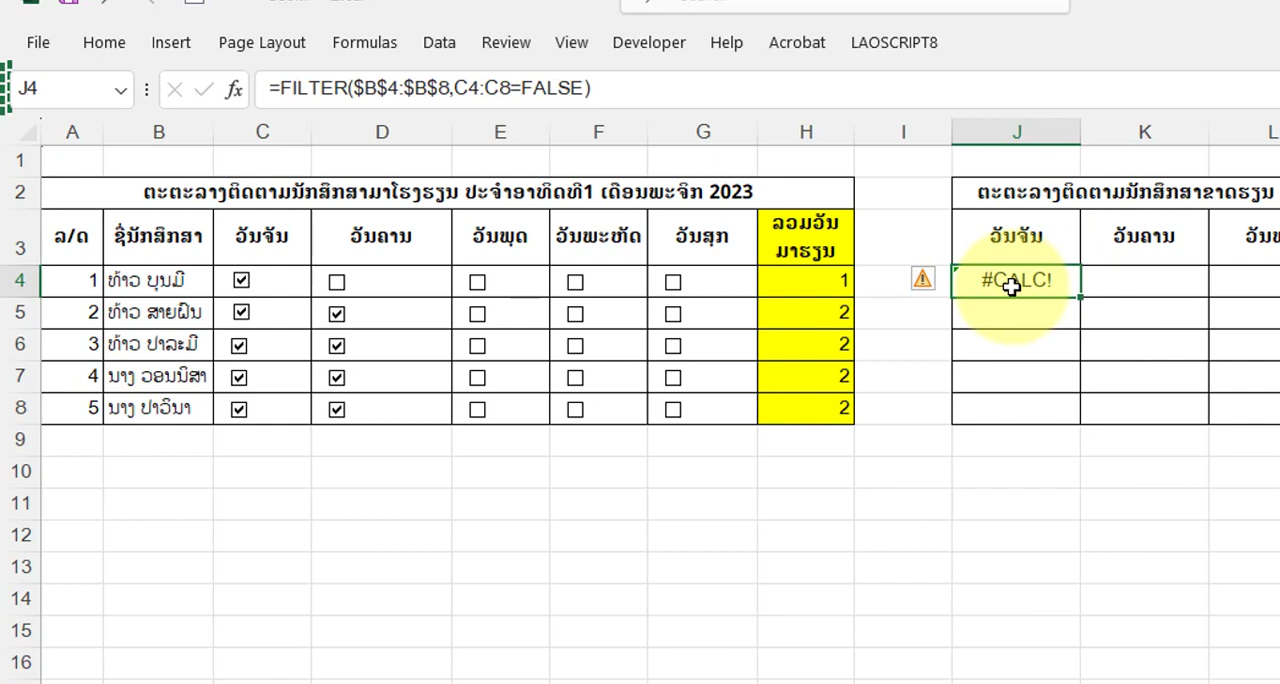 File Home Insert Page Layout Formulas Data Review View Developer Help Acrobat LAOSCRIPT8
J4 fx =FILTER($B$4:$B$8,C4:C8=FALSE)
A B C D E F G H I J K L
1
2 ຕະຕະລາງຕິດຕາມນັກສຶກສາມາໂຮງຮຽນ ປະຈຳອາທິດທີ1 ເດືອນພະຈິກ 2023 ຕະຕະລາງຕິດຕາມນັກສຶກສາຂາດຮຽນ
3 ລ/ດ ຊື່ນັກສຶກສາ ວັນຈັນ ວັນຄານ ວັນພຸດ ວັນພະຫັດ ວັນສຸກ ລວມວັນມາຮຽນ ວັນຈັນ ວັນຄານ
4 1 ທ້າວ ບຸນມີ 1 #CALC!
5 2 ທ້າວ ສາຍຝົນ 2
6 3 ທ້າວ ປາລະມີ 2
7 4 ນາງ ວອນນິສາ 2
8 5 ນາງ ປາວິນາ 2
9
10
11
12
13
14
15
16